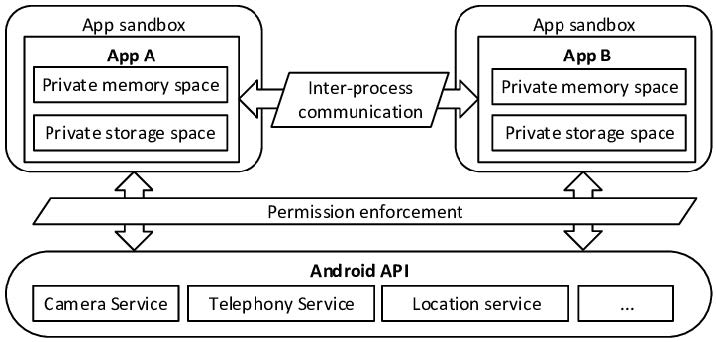 App sandbox
App A
Private memory space
Private storage space
Inter-process
communication
App sandbox
App B
Private memory space
Private storage space
Permission enforcement
Android API
Camera Service
Telephony Service
Location service
...